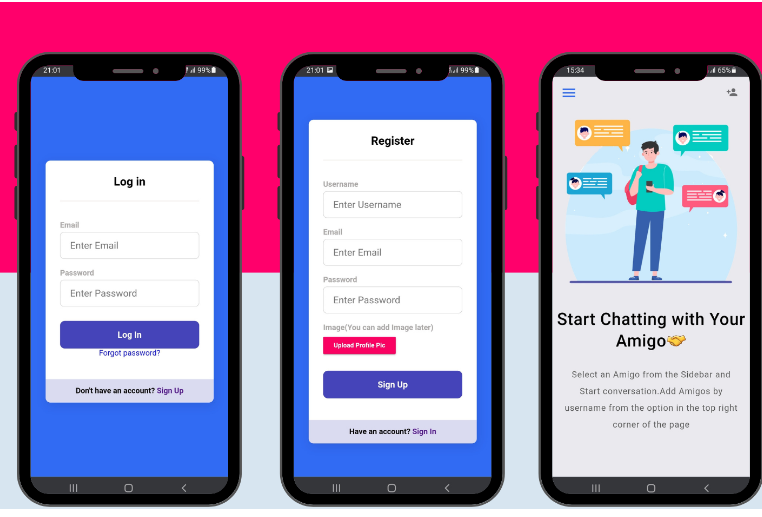 21:01
99%
Log in
Email
Enter Email
Password
Enter Password
Log In
Forgot password?
Don't have an account? Sign Up
21:01
99%
Register
Username
Enter Username
Email
Enter Email
Password
Enter Password
Image(You can add Image later)
Upload Profile Pic
Sign Up
Have an account? Sign In
15:34
65%
Start Chatting with Your
Amigo🤝
Select an Amigo from the Sidebar and
Start conversation.Add Amigos by
username from the option in the top right
corner of the page